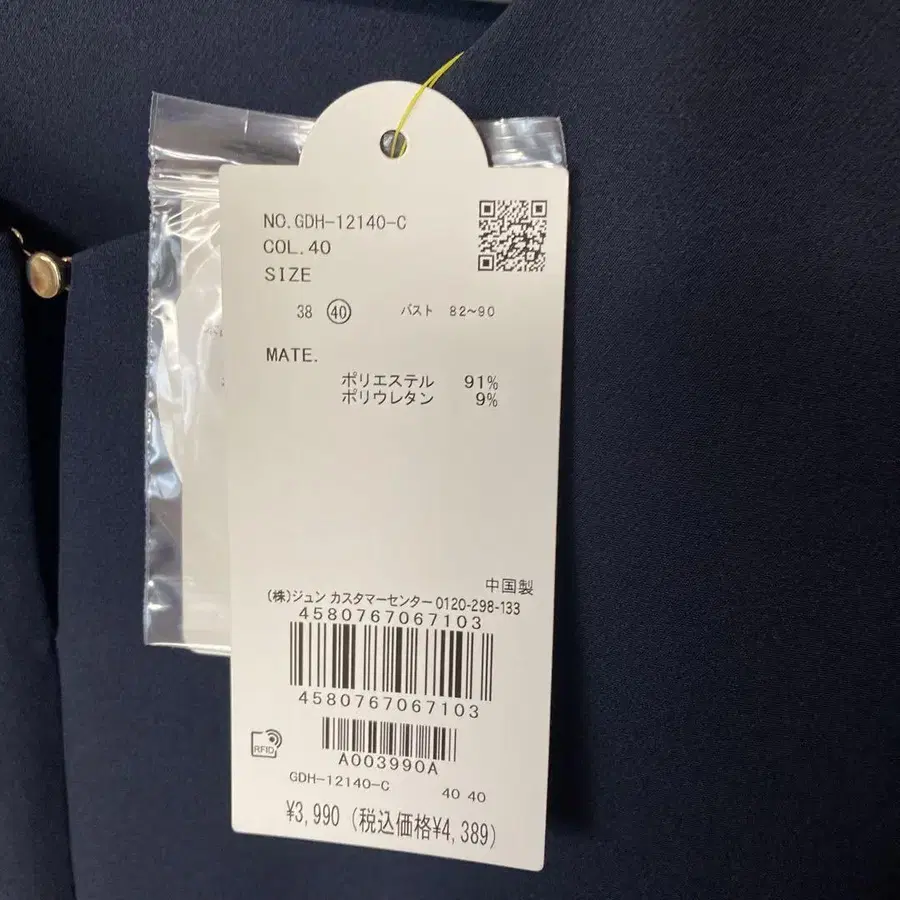 NO.GDH-12140-C
COL.40
SIZE
38 ㊵ バスト 82~90
MATE.
ポリエステル 91%
ポリウレタン 9%
中国製
(株)ジュン カスタマーセンター 0120-298-133
4580767067103
4580767067103
RFID
A003990A
GDH-12140-C 40 40
¥3,990 (税込価格¥4,389)